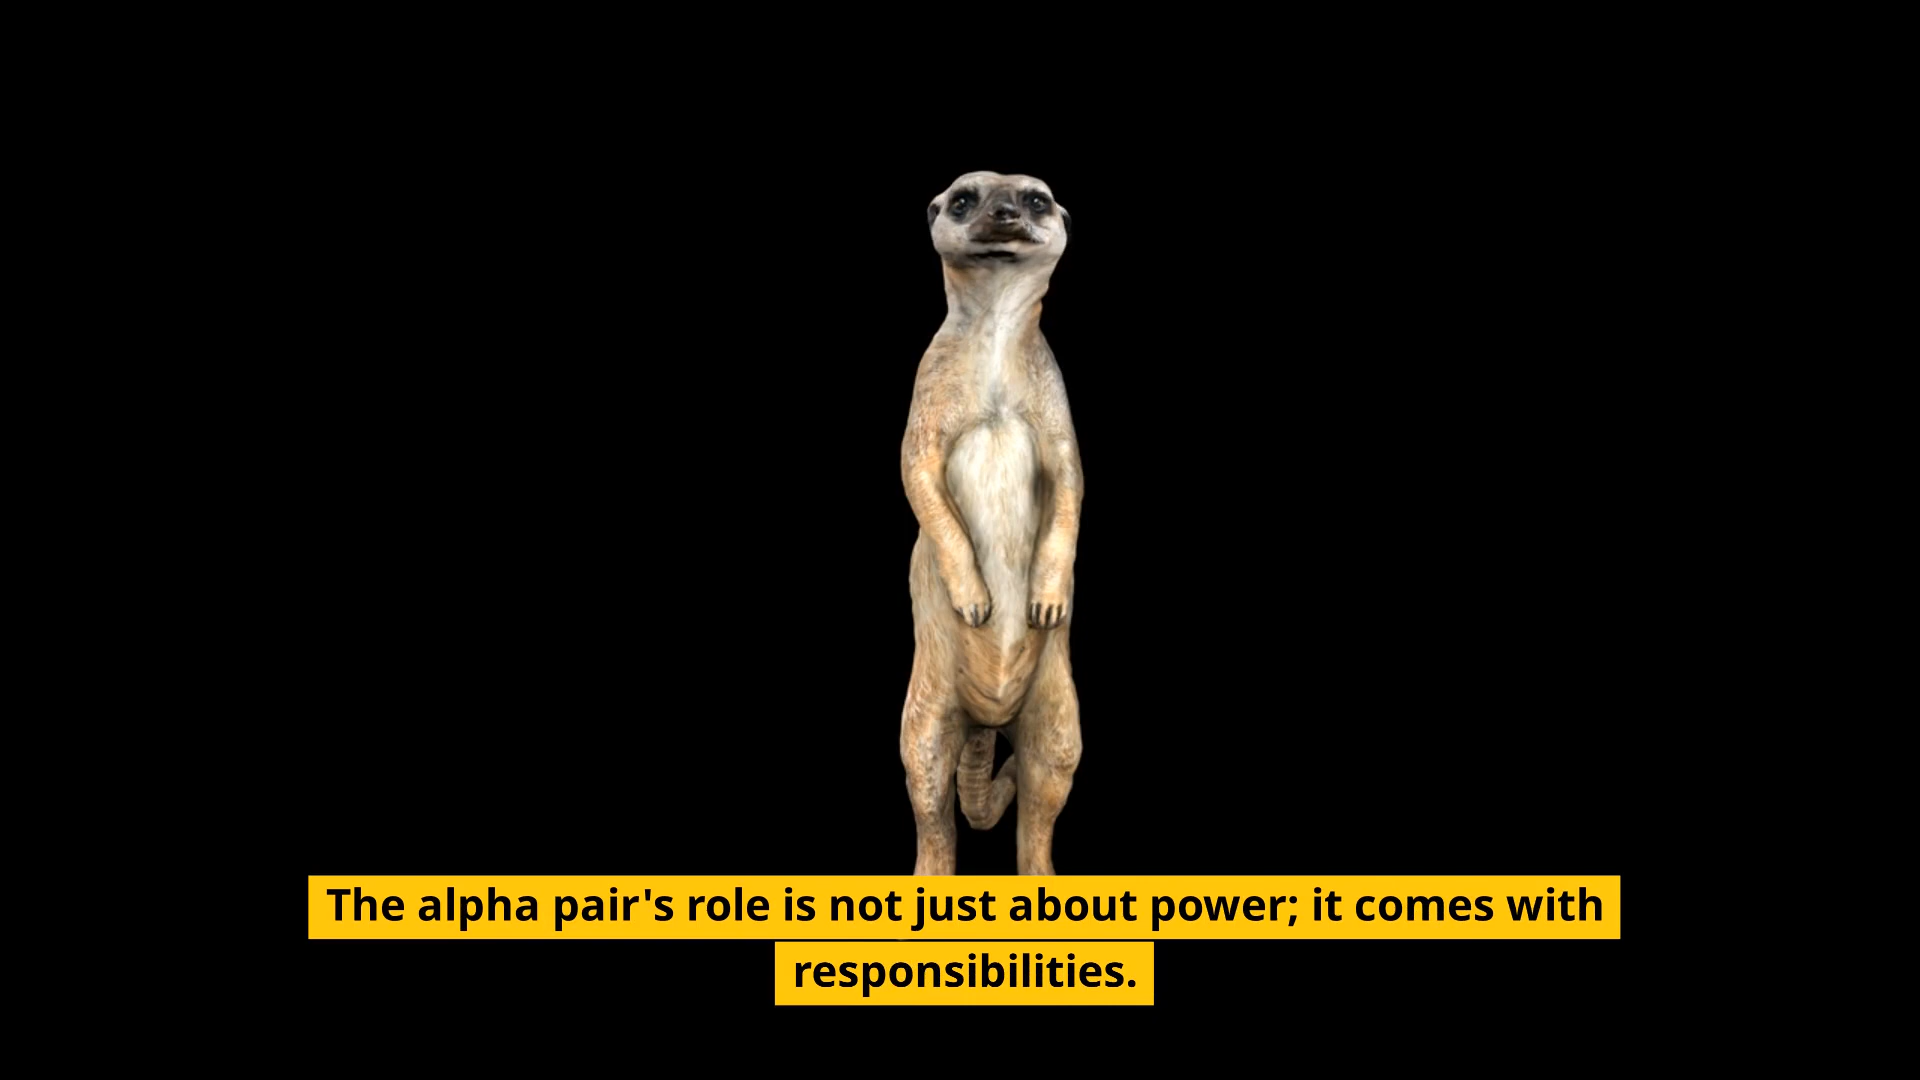 The alpha pair's role is not just about power; it comes with
responsibilities.